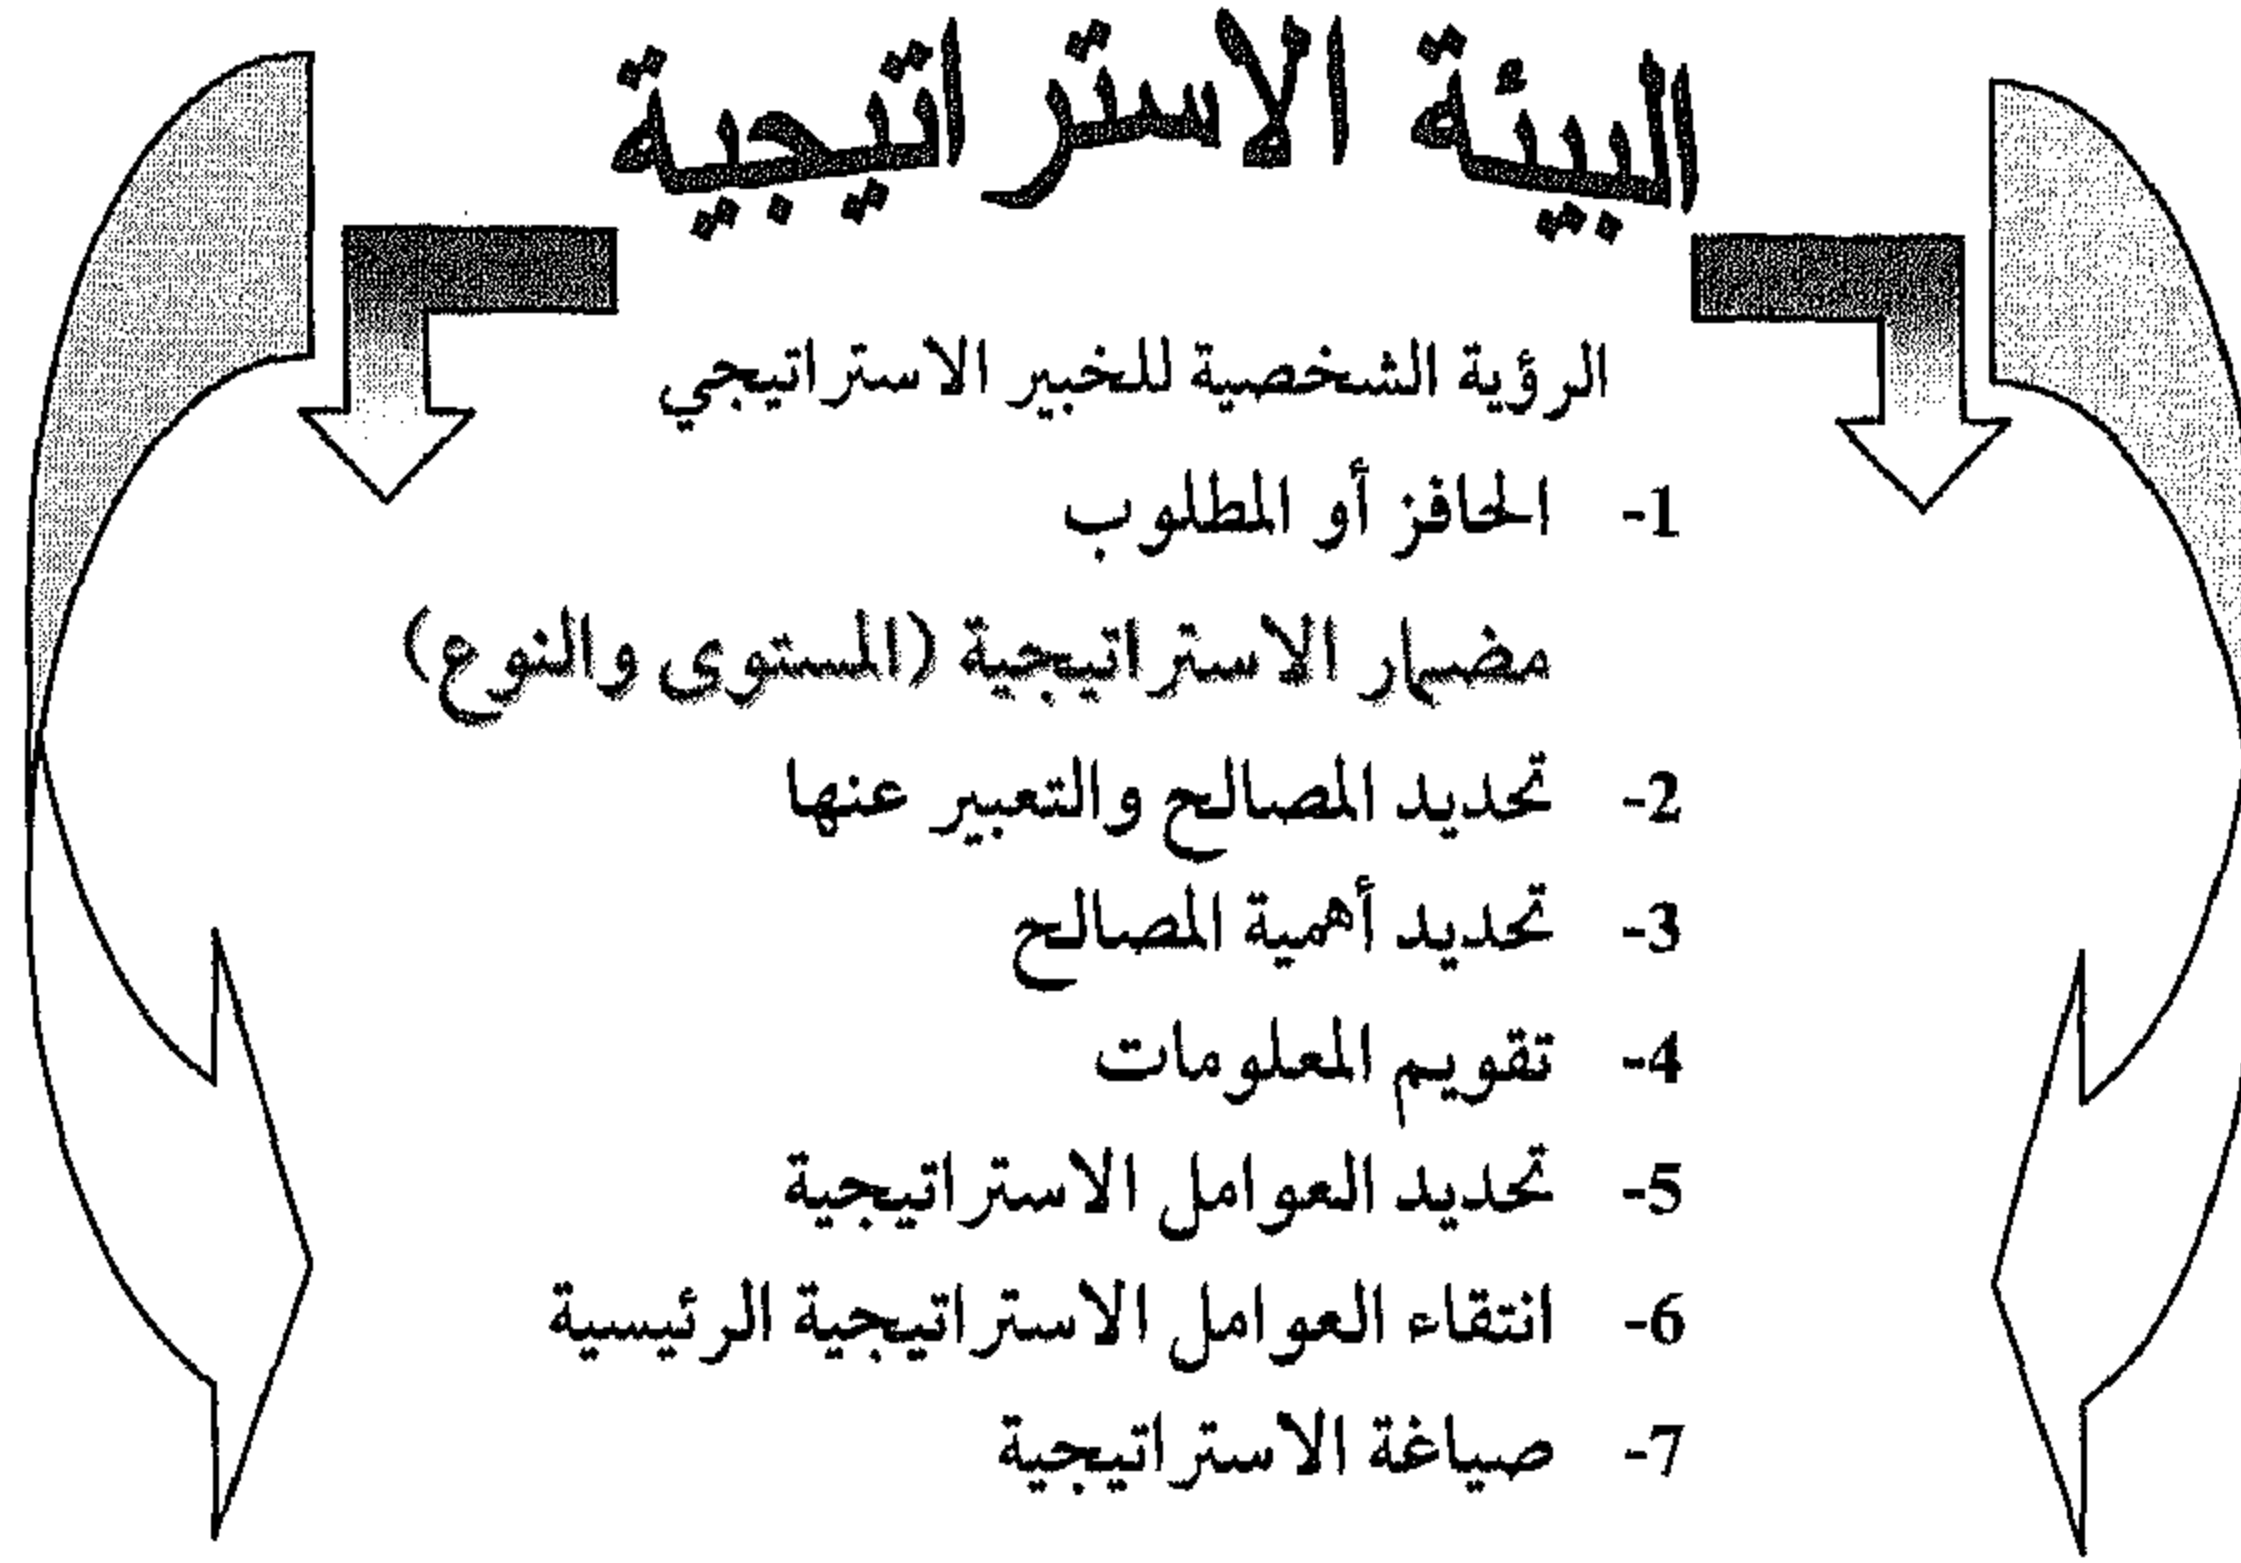 البيئة الاستراتيجية
الرؤية الشخصية للخبير الاستراتيجي
1- الحافز أو المطلوب
مضمار الاستراتيجية (المستوى والنوع)
2- تحديد المصالح والتعبير عنها
3- تحديد أهمية المصالح
4- تقويم المعلومات
5- تحديد العوامل الاستراتيجية
6- انتقاء العوامل الاستراتيجية الرئيسية
7- صياغة الاستراتيجية